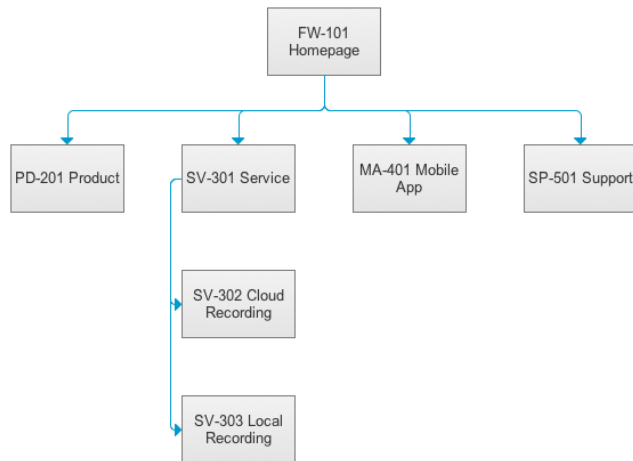 FW-101
Homepage
PD-201 Product
SV-301 Service
MA-401 Mobile
App
SP-501 Support
SV-302 Cloud
Recording
SV-303 Local
Recording